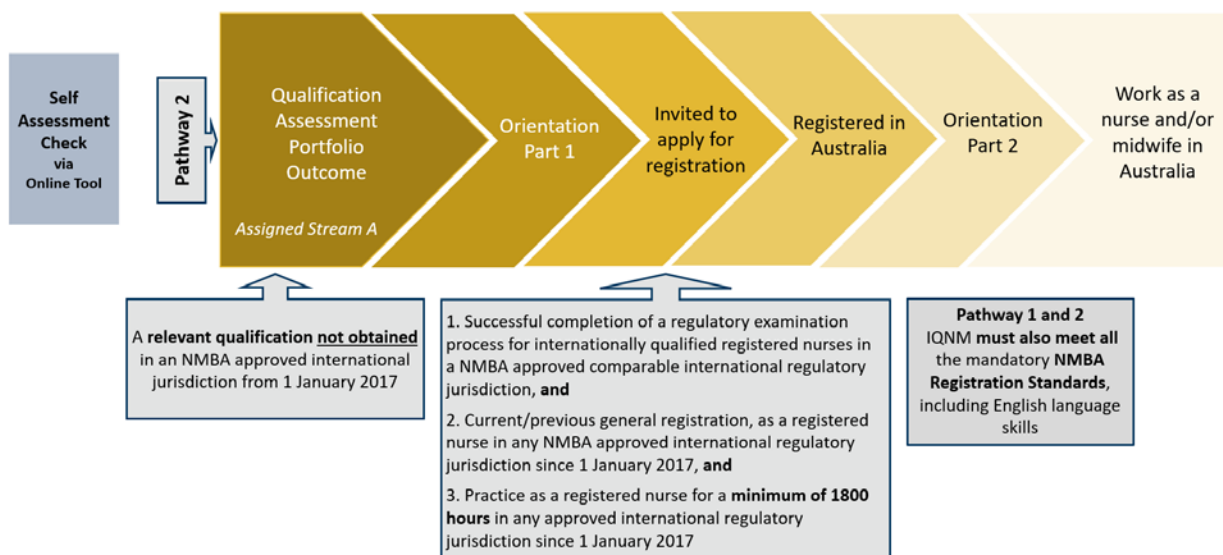 Self
Assessment
Check
via
Online Tool
Pathway 2
Qualification
Assessment
Portfolio
Outcome
Assigned Stream A
Orientation
Part 1
Invited to
apply for
registration
Registered in
Australia
Orientation
Part 2
Work as a
nurse and/or
midwife in
Australia
A relevant qualification not obtained
in an NMBA approved international
jurisdiction from 1 January 2017
1. Successful completion of a regulatory examination
process for internationally qualified registered nurses in
a NMBA approved comparable international regulatory
jurisdiction, and
2. Current/previous general registration, as a registered
nurse in any NMBA approved international regulatory
jurisdiction since 1 January 2017, and
3. Practice as a registered nurse for a minimum of 1800
hours in any approved international regulatory
jurisdiction since 1 January 2017
Pathway 1 and 2
IQNM must also meet all
the mandatory NMBA
Registration Standards,
including English language
skills